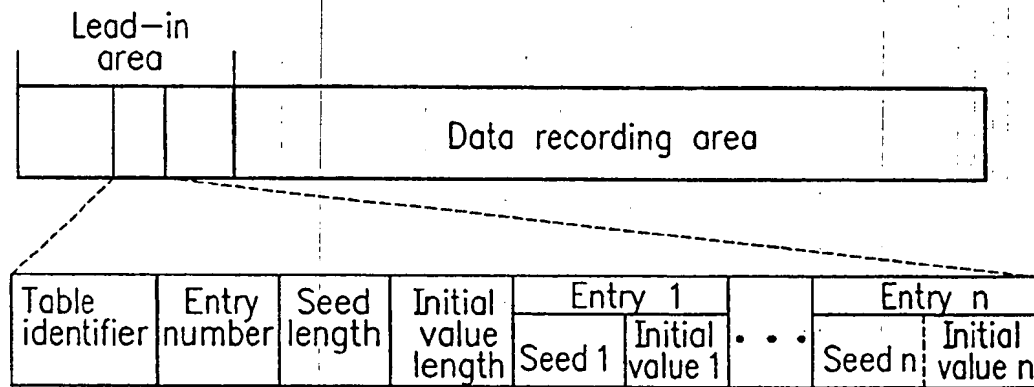 Lead-in
area
Data recording area
Table
identifier
Entry
number
Seed
length
Initial
value
length
Entry 1
Seed 1
Initial
value 1
• • •
Entry n
Seed n
Initial
value n